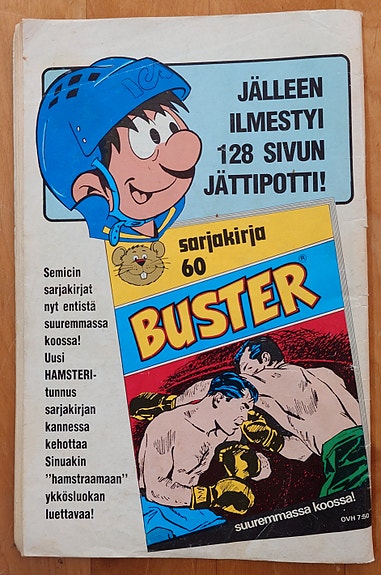 JÄLLEEN
ILMESTYI
128 SIVUN
JÄTTIPOTTI!
sarjakirja
60
BUSTER
®
Semicin
sarjakirjat
nyt entistä
suuremmassa
koossa!
Uusi
HAMSTERI-
tunnus
sarjakirjan
kannessa
kehottaa
Sinuakin
"hamstraamaan"
ykkösluokan
luettavaa!
suuremmassa koossa!
OVH 7:50